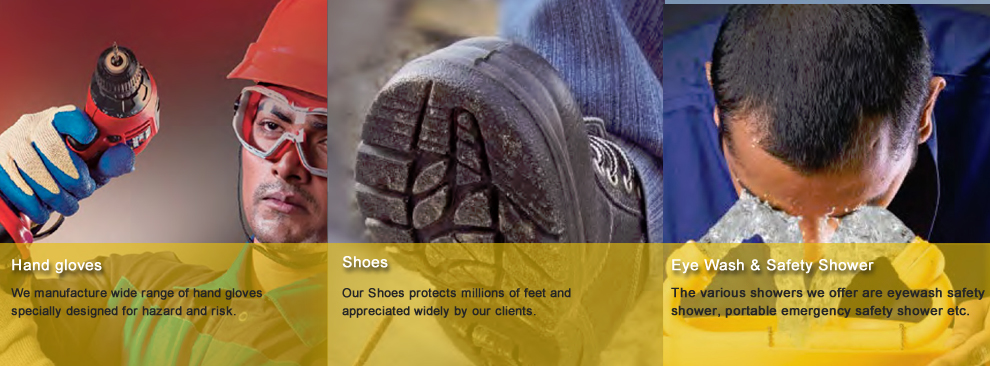 Hand gloves
We manufacture wide range of hand gloves
specially designed for hazard and risk.
Shoes
Our Shoes protects millions of feet and
appreciated widely by our clients.
Eye Wash & Safety Shower
The various showers we offer are eyewash safety
shower, portable emergency safety shower etc.